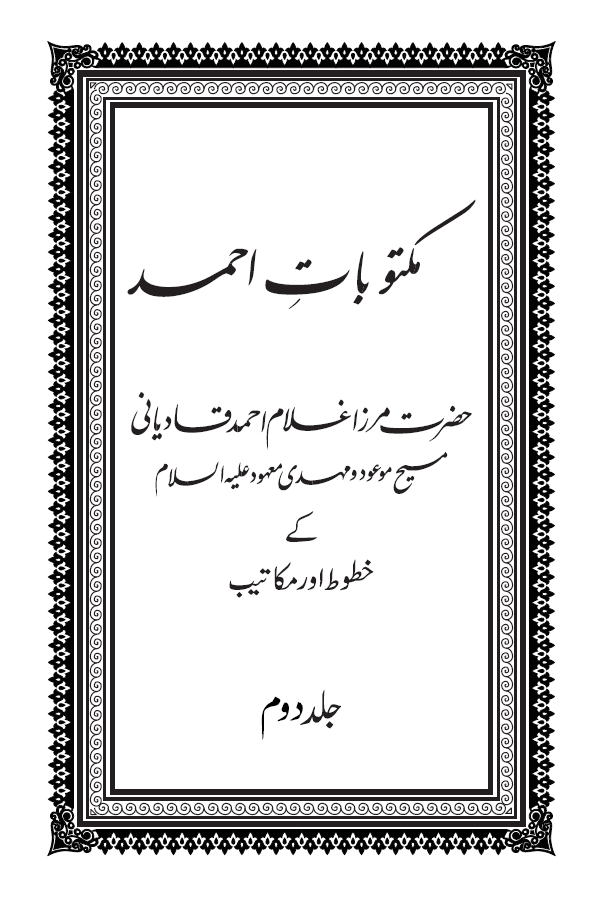 مکتوباتِ احمد
حضرت مرزا غلام احمد قادیانی
مسیح موعود و مہدی معہود علیہ السلام
کے
خطوط اور مکاتیب
جلد دوم